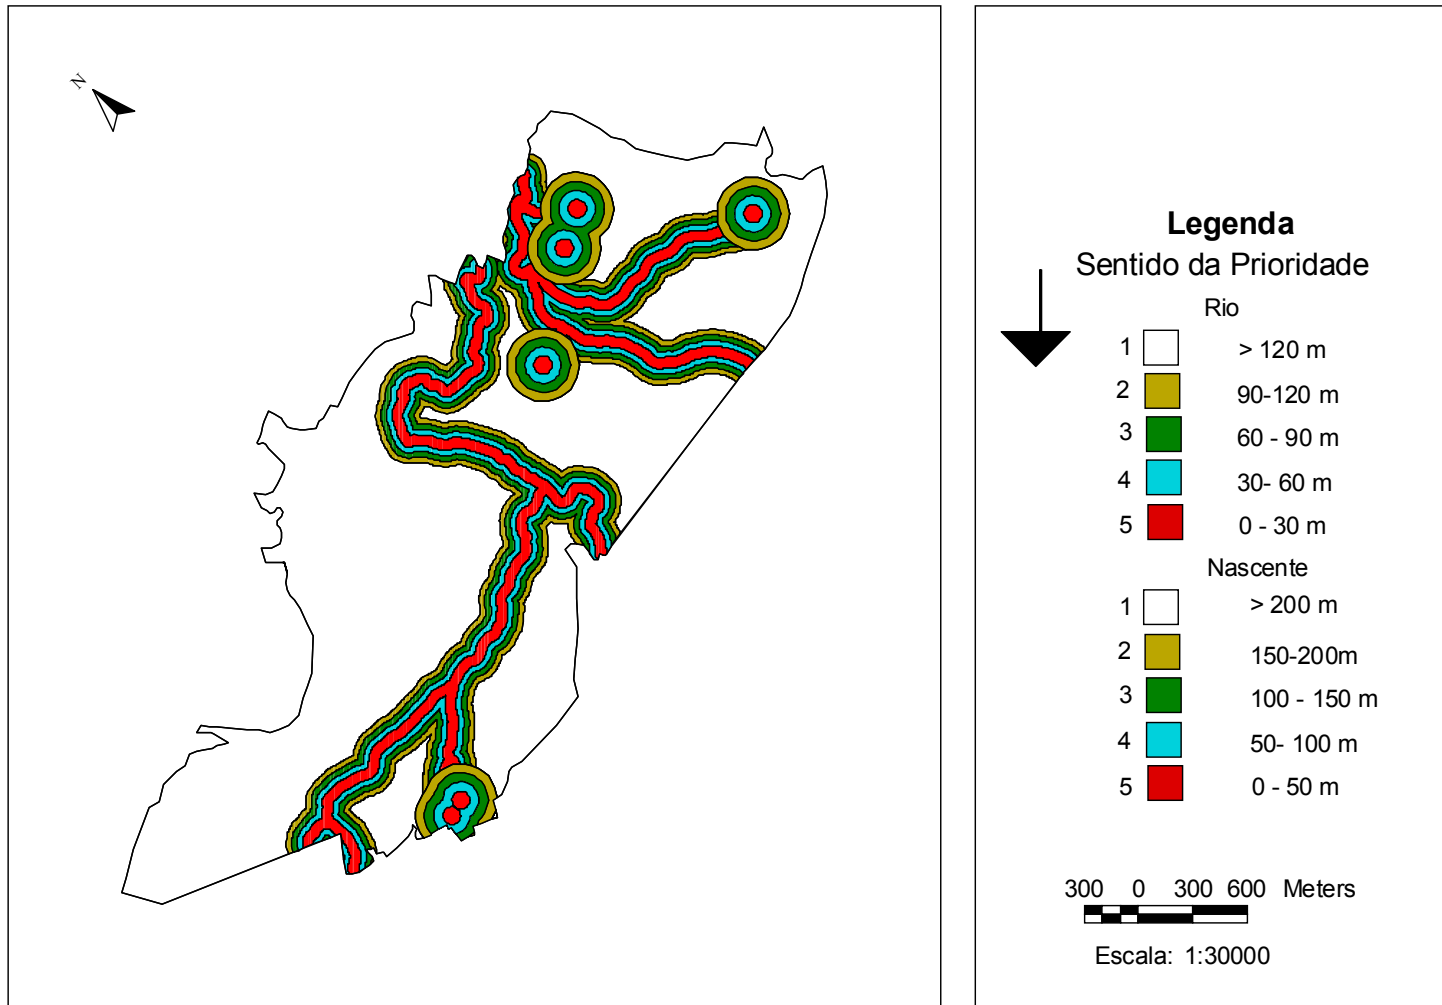 N
Legenda
Sentido da Prioridade
Rio
1 > 120 m
2 90-120 m
3 60 - 90 m
4 30- 60 m
5 0 - 30 m
Nascente
1 > 200 m
2 150-200m
3 100 - 150 m
4 50- 100 m
5 0 - 50 m
300 0 300 600 Meters
Escala: 1:30000